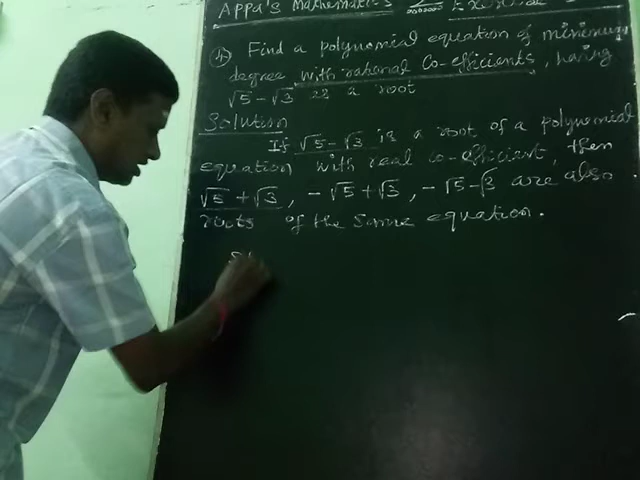 Appa's Mathematics
④ Find a polynomial equation of minimum
degree with rational Co-efficients, having
√5-√3 is a root
Solution
If √5-√3 is a root of a polynomial
equation with real co-efficient, then
√5+√3, -√5+√3, -√5-√3 are also
roots of the same equation.